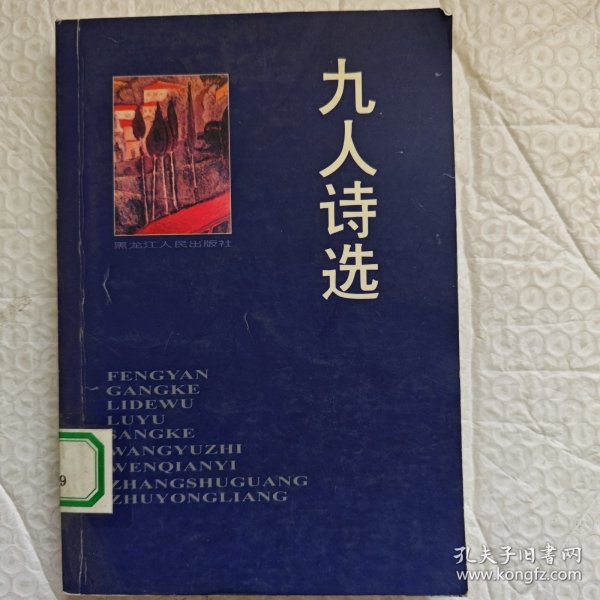 九人诗选
黑龙江人民出版社
FENGYAN
GANGKE
LIDEWU
LUYU
SANGKE
WANGYUZHI
WENQIANYI
ZHANGSHUGUANG
ZHUYONGLIANG
9
孔夫子旧书网
www.kongfz.com